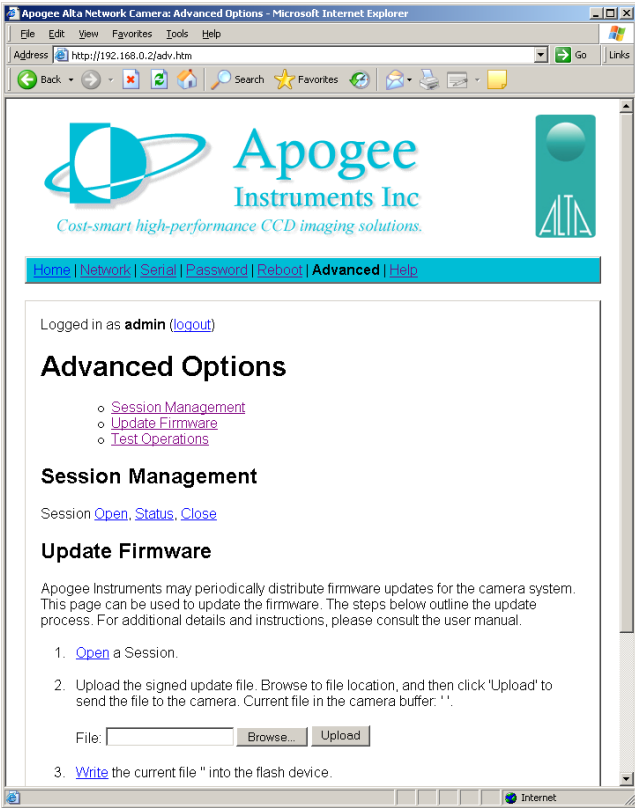 Apogee Alta Network Camera: Advanced Options - Microsoft Internet Explorer
File Edit View Favorites Tools Help
Address http://192.168.0.2/adv.htm Go Links
Back Search Favorites
Apogee
Instruments Inc
Cost-smart high-performance CCD imaging solutions.
ALTA
Home | Network | Serial | Password | Reboot | Advanced | Help
Logged in as admin (logout)
Advanced Options
Session Management
Update Firmware
Test Operations
Session Management
Session Open, Status, Close
Update Firmware
Apogee Instruments may periodically distribute firmware updates for the camera system.
This page can be used to update the firmware. The steps below outline the update
process. For additional details and instructions, please consult the user manual.
1. Open a Session.
2. Upload the signed update file. Browse to file location, and then click 'Upload' to
send the file to the camera. Current file in the camera buffer: ' '.
File: Browse... Upload
3. Write the current file '' into the flash device.
Internet